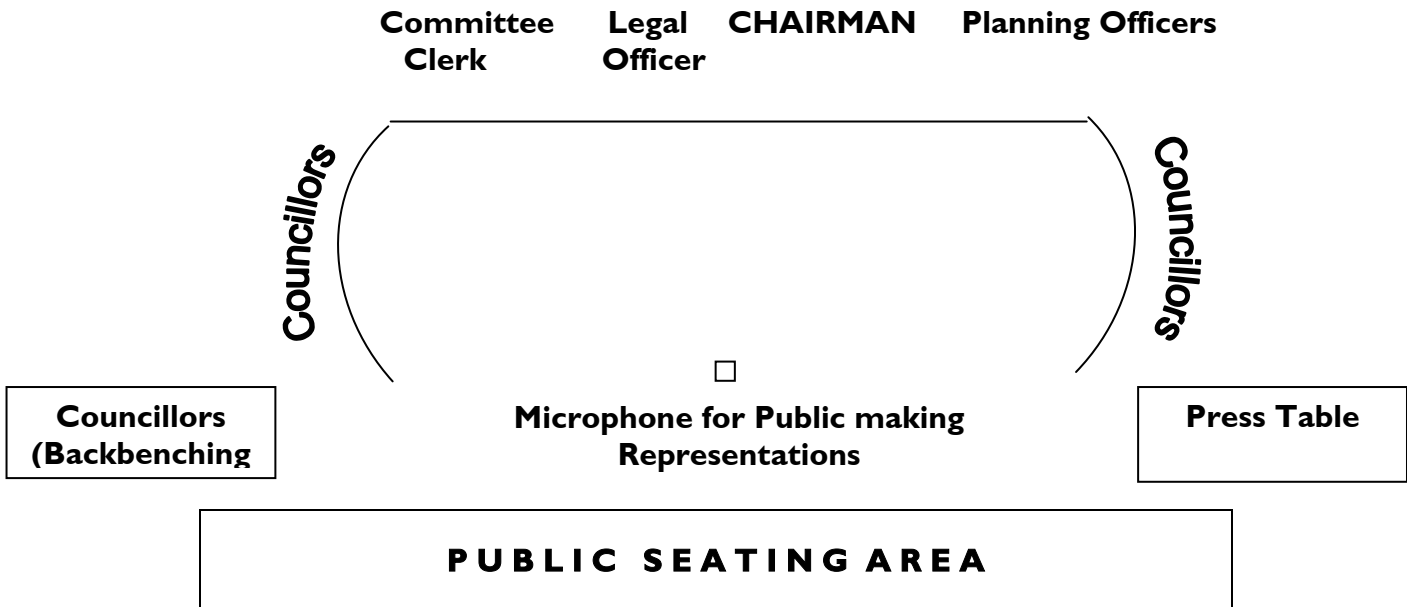 Committee Clerk
Legal Officer
CHAIRMAN
Planning Officers
Councillors
Councillors
Councillors
(Backbenching
Microphone for Public making
Representations
Press Table
PUBLIC SEATING AREA